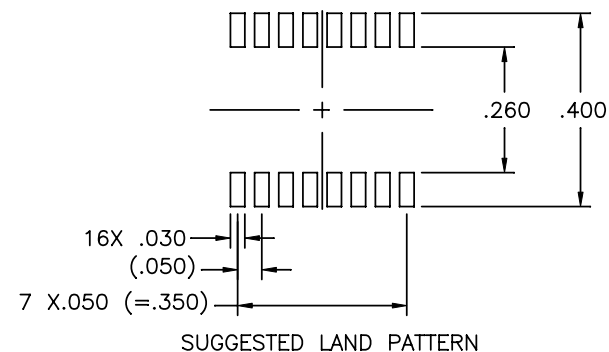 .260 .400
16X .030
(.050)
7 X.050 (=.350)
SUGGESTED LAND PATTERN